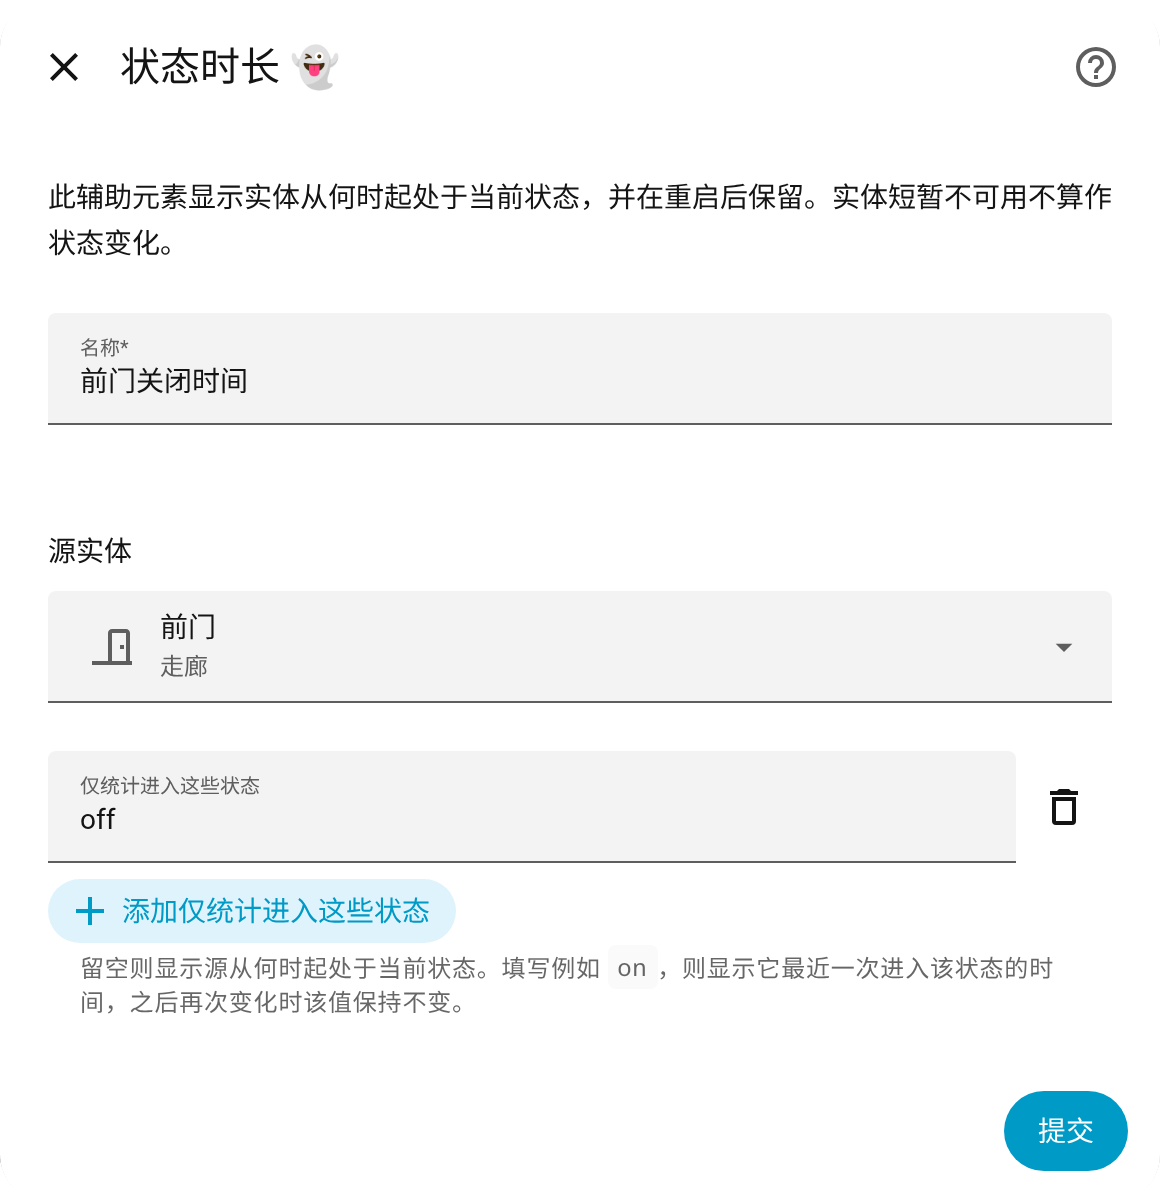 状态时长 👻
此辅助元素显示实体从何时起处于当前状态，并在重启后保留。实体短暂不可用不算作
状态变化。
名称*
前门关闭时间
源实体
前门
走廊
仅统计进入这些状态
off
添加仅统计进入这些状态
留空则显示源从何时起处于当前状态。填写例如 on ，则显示它最近一次进入该状态的时
间，之后再次变化时该值保持不变。
提交